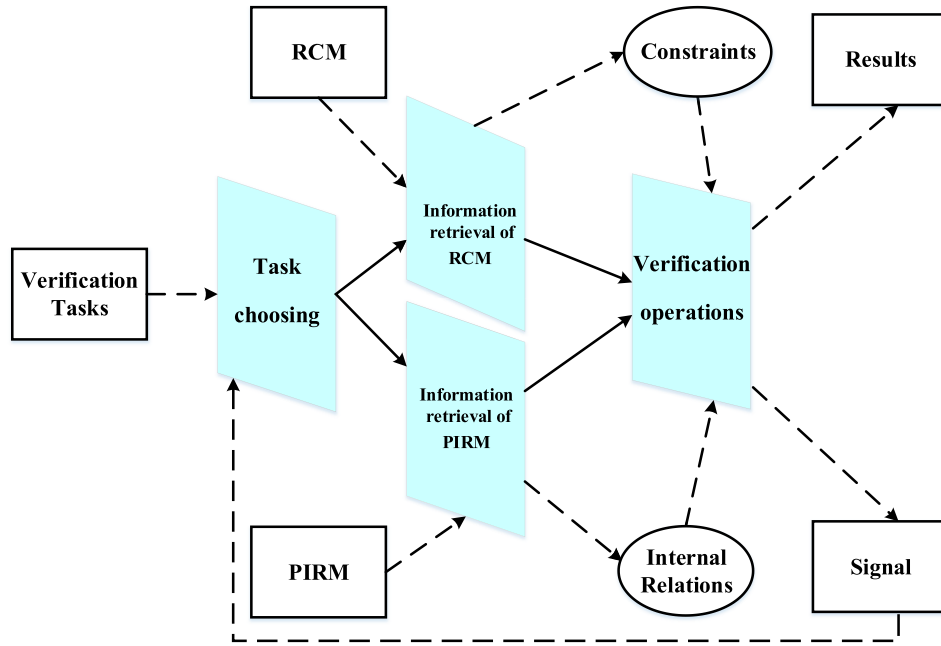 RCM
Constraints
Results
Information
retrieval of
RCM
Verification
Tasks
Task
choosing
Verification
operations
Information
retrieval of
PIRM
PIRM
Internal
Relations
Signal